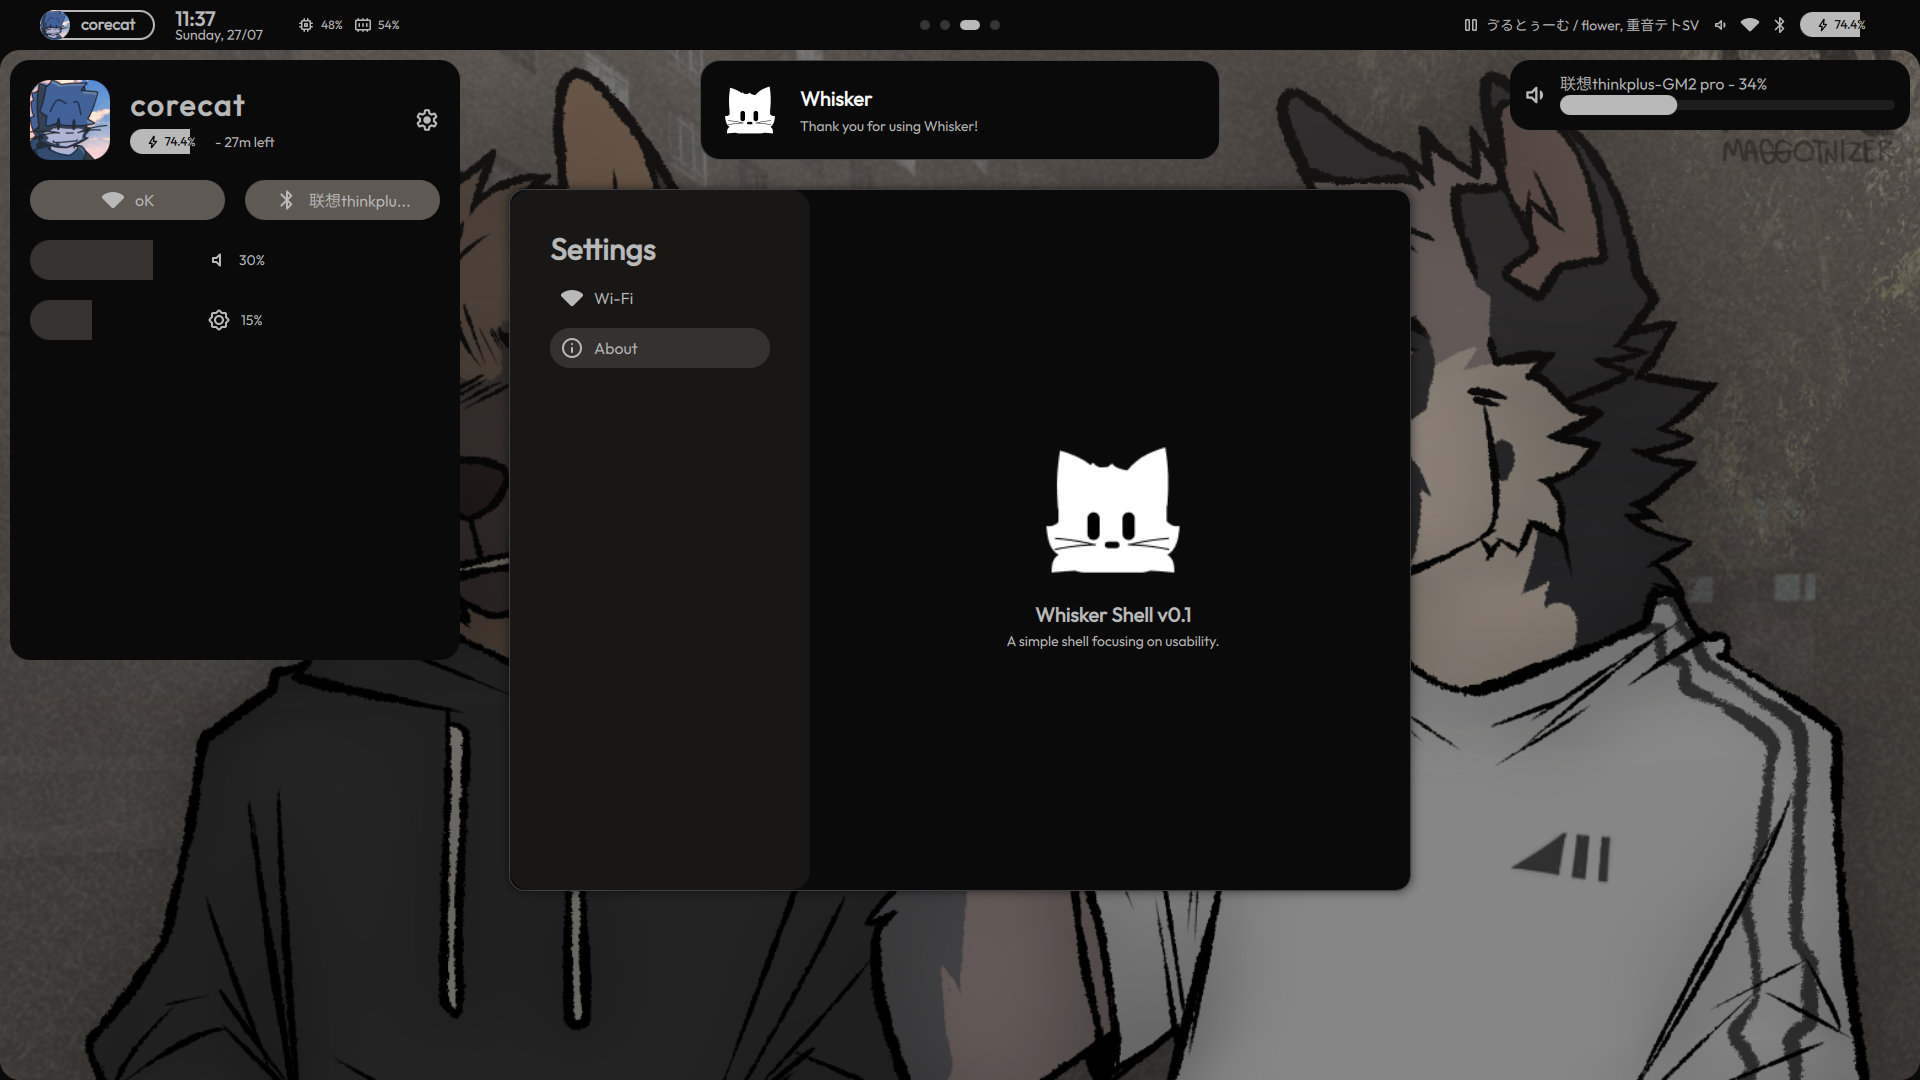 corecat
11:37
Sunday, 27/07
48%
54%
ゔるとぅーむ / flower, 重音テトSV
74.4%
corecat
74.4%
- 27m left
oK
联想thinkplu...
30%
15%
Whisker
Thank you for using Whisker!
联想thinkplus-GM2 pro - 34%
MAGGOTNIZER
Settings
Wi-Fi
About
Whisker Shell v0.1
A simple shell focusing on usability.